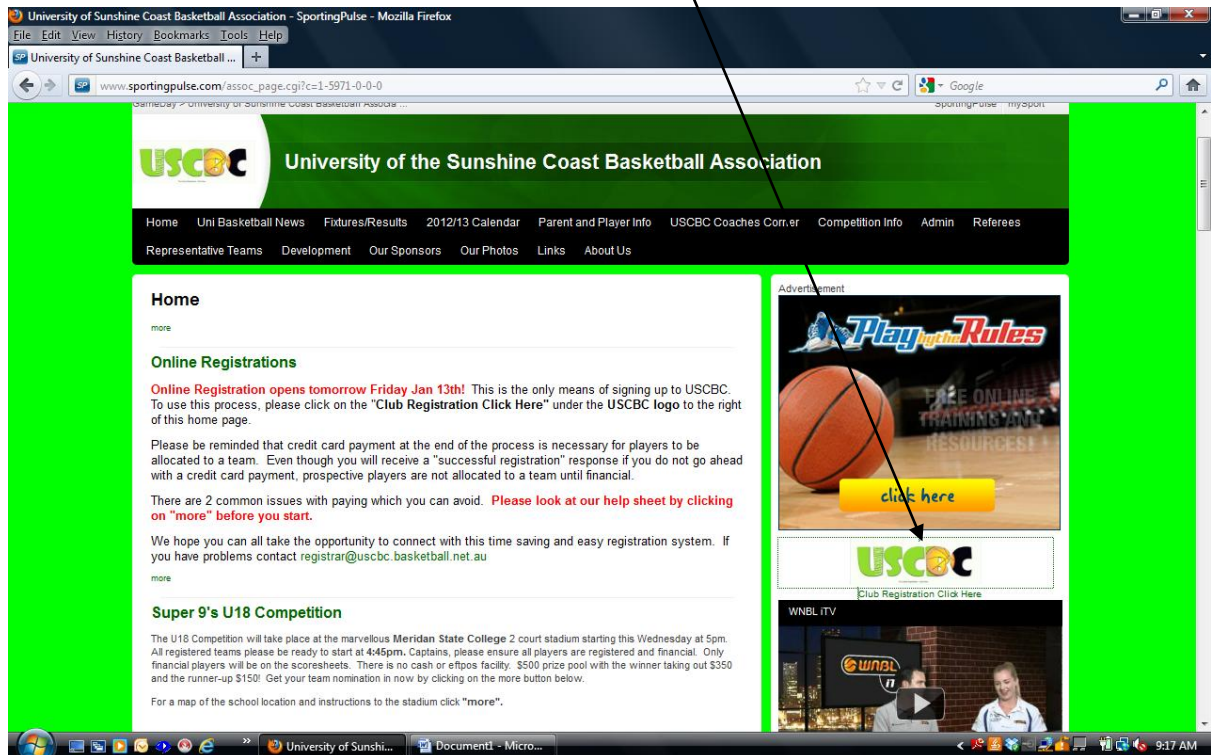 University of Sunshine Coast Basketball Association - SportingPulse - Mozilla Firefox
File Edit View History Bookmarks Tools Help
University of Sunshine Coast Basketball ...
www.sportingpulse.com/assoc_page.cgi?c=1-5971-0-0-0
Google
GameDay > University of Sunshine Coast Basketball Associa ...
SportingPulse mySport
USCBC
University of the Sunshine Coast Basketball Association
Home Uni Basketball News Fixtures/Results 2012/13 Calendar Parent and Player Info USCBC Coaches Corner Competition Info Admin Referees
Representative Teams Development Our Sponsors Our Photos Links About Us
Home
more
Online Registrations
Online Registration opens tomorrow Friday Jan 13th! This is the only means of signing up to USCBC.
To use this process, please click on the "Club Registration Click Here" under the USCBC logo to the right
of this home page.
Please be reminded that credit card payment at the end of the process is necessary for players to be
allocated to a team. Even though you will receive a "successful registration" response if you do not go ahead
with a credit card payment, prospective players are not allocated to a team until financial.
There are 2 common issues with paying which you can avoid. Please look at our help sheet by clicking
on "more" before you start.
We hope you can all take the opportunity to connect with this time saving and easy registration system. If
you have problems contact registrar@uscbc.basketball.net.au
more
Super 9's U18 Competition
The U18 Competition will take place at the marvellous Meridan State College 2 court stadium starting this Wednesday at 5pm.
All registered teams please be ready to start at 4:45pm. Captains, please ensure all players are registered and financial. Only
financial players will be on the scoresheets. There is no cash or eftpos facility. $500 prize pool with the winner taking out $350
and the runner-up $150! Get your team nomination in now by clicking on the more button below.
For a map of the school location and instructions to the stadium click "more".
Advertisement
Play by the Rules
FREE ONLINE
TRAINING AND
RESOURCES!
click here
USCBC
Club Registration Click Here
WNBL iTV
WNBL
University of Sunshi...
Document1 - Micro...
9:17 AM